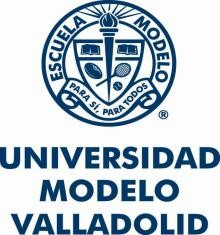 ESCUELA MODELO
PARA SÍ, PARA TODOS
®
UNIVERSIDAD
MODELO
VALLADOLID